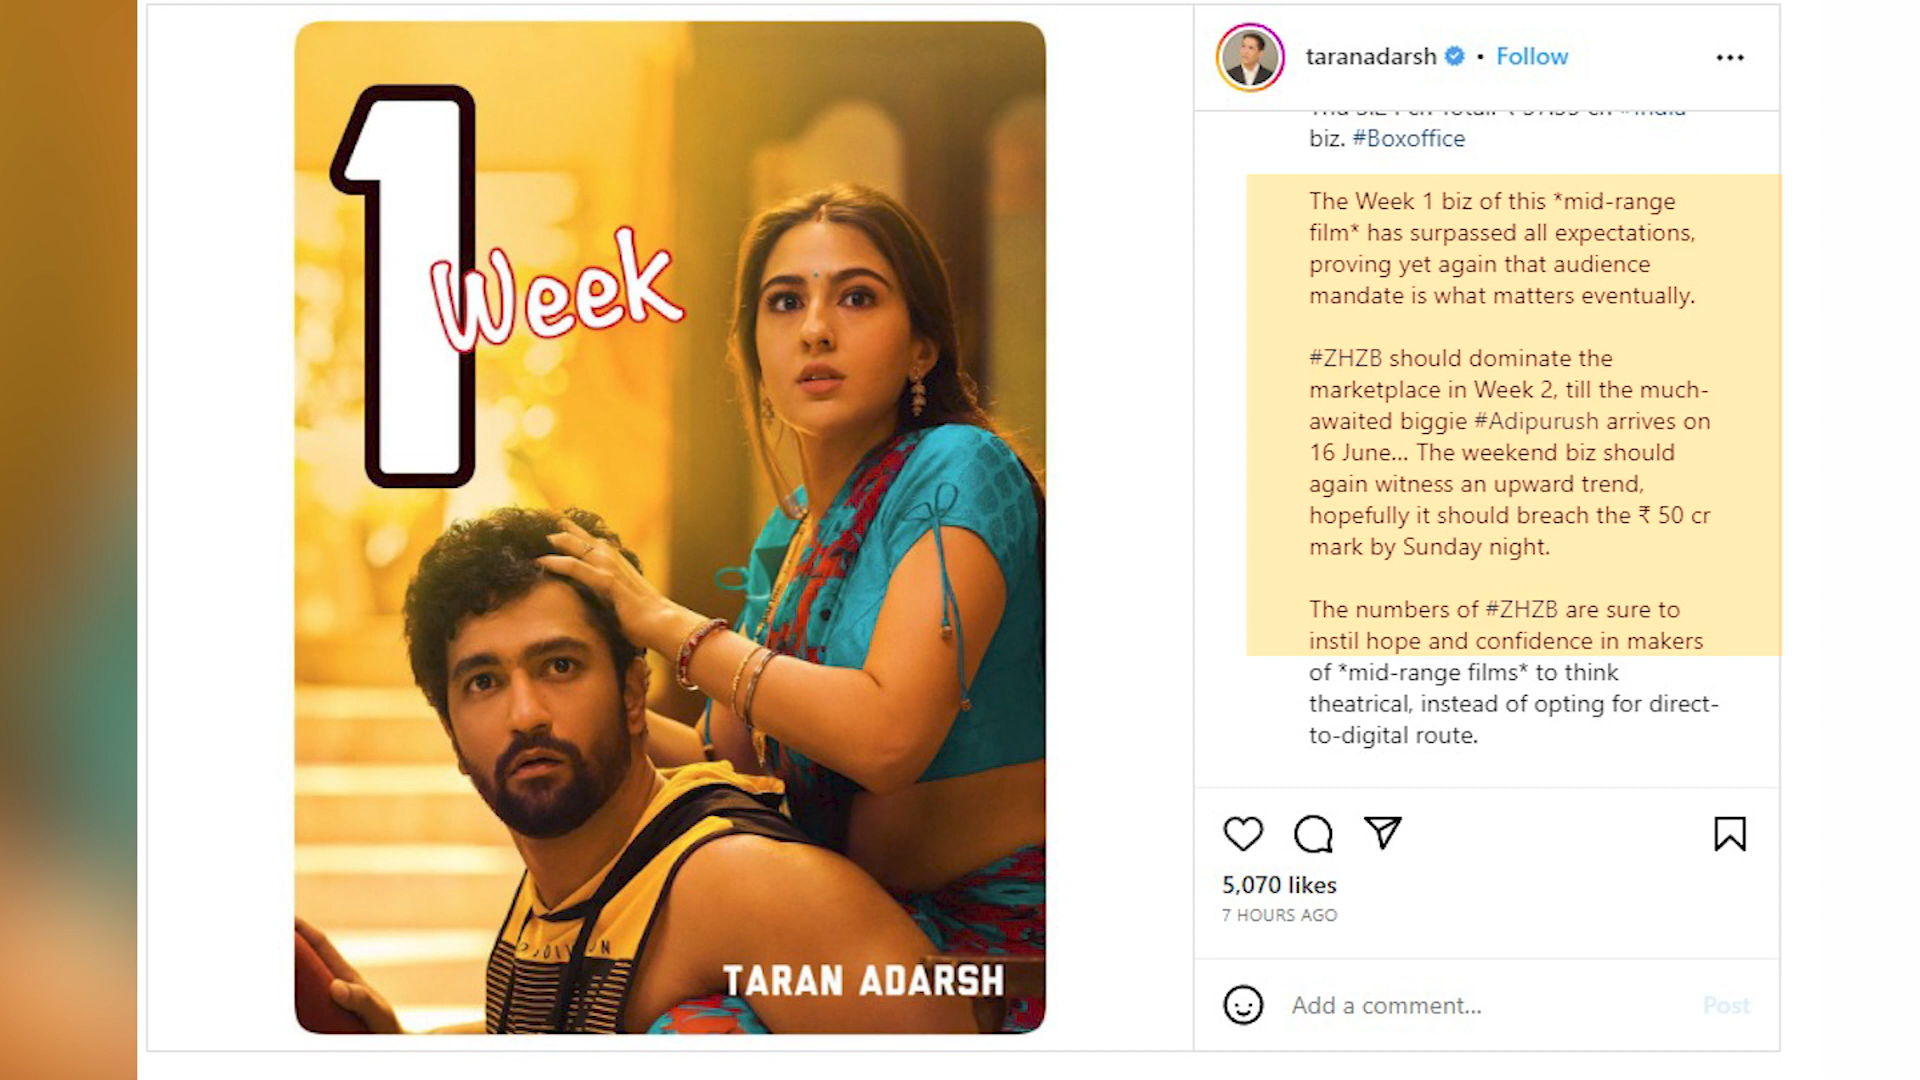 1
Week
TARAN ADARSH
taranadarsh • Follow
biz. #Boxoffice
The Week 1 biz of this *mid-range
film* has surpassed all expectations,
proving yet again that audience
mandate is what matters eventually.
#ZHZB should dominate the
marketplace in Week 2, till the much-
awaited biggie #Adipurush arrives on
16 June... The weekend biz should
again witness an upward trend,
hopefully it should breach the ₹ 50 cr
mark by Sunday night.
The numbers of #ZHZB are sure to
instil hope and confidence in makers
of *mid-range films* to think
theatrical, instead of opting for direct-
to-digital route.
5,070 likes
7 HOURS AGO
Add a comment...
Post